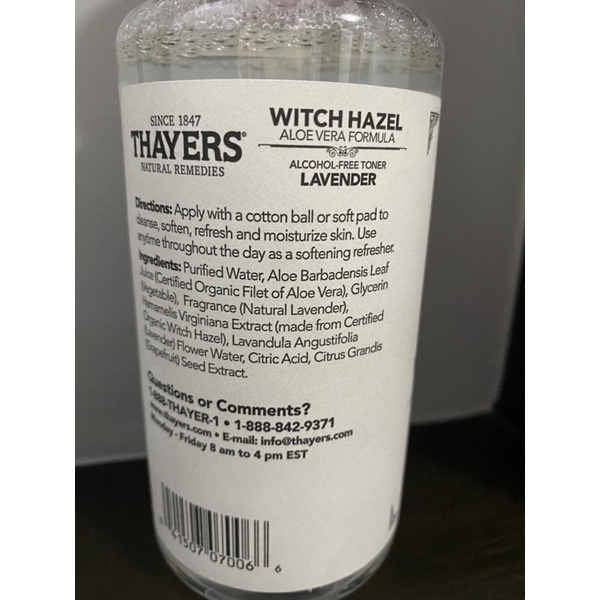 SINCE 1847
THAYERS®
NATURAL REMEDIES
WITCH HAZEL
ALOE VERA FORMULA
ALCOHOL-FREE TONER
LAVENDER
Directions: Apply with a cotton ball or soft pad to
cleanse, soften, refresh and moisturize skin. Use
anytime throughout the day as a softening refresher.
Ingredients: Purified Water, Aloe Barbadensis Leaf
Juice (Certified Organic Filet of Aloe Vera), Glycerin
(Vegetable), Fragrance (Natural Lavender),
Hamamelis Virginiana Extract (made from Certified
Organic Witch Hazel), Lavandula Angustifolia
(Lavender) Flower Water, Citric Acid, Citrus Grandis
(Grapefruit) Seed Extract.
Questions or Comments?
1-888-THAYER-1 • 1-888-842-9371
www.thayers.com • E-mail: info@thayers.com
Monday - Friday 8 am to 4 pm EST
41507 07006 6